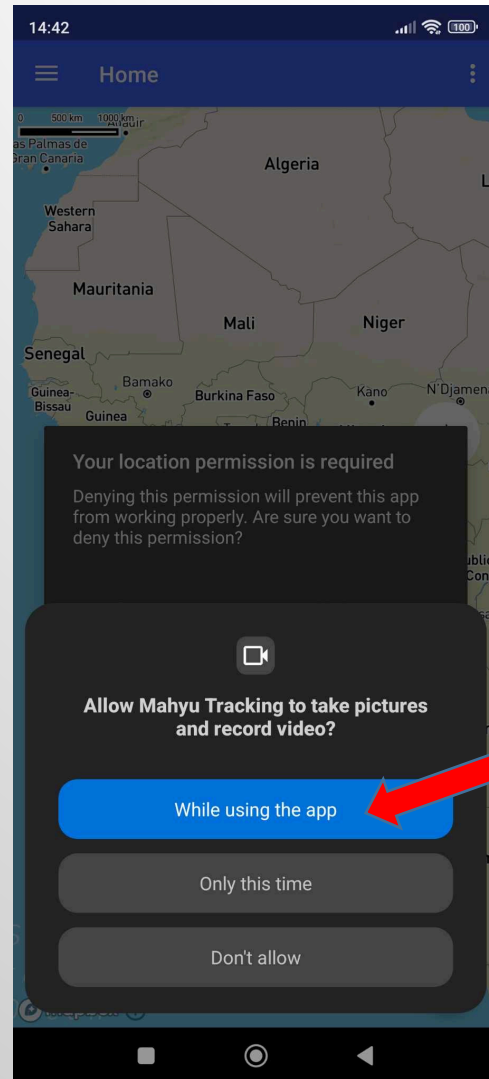 14:42
100
Home
0 500 km 1000 km
as Palmas de
Gran Canaria
Algeria
Western
Sahara
Mauritania
Mali
Niger
Senegal
Guinea-
Bissau
Bamako
Burkina Faso
Kano
N'Djamen
Guinea
Benin
Your location permission is required
Denying this permission will prevent this app
from working properly. Are sure you want to
deny this permission?
Allow Mahyu Tracking to take pictures
and record video?
While using the app
Only this time
Don't allow